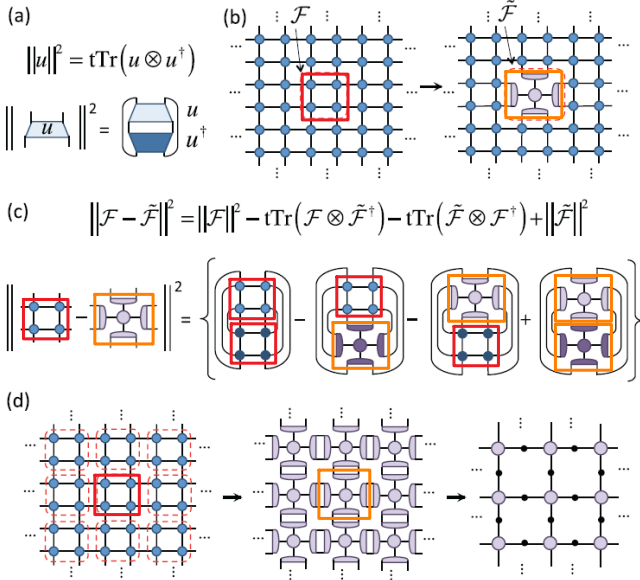 (a)
‖u‖² = tTr(u ⊗ u†)
‖ u ‖² =
u
u†
(b)
F
F̃
... ...
(c)
‖F − F̃‖² = ‖F‖² − tTr(F ⊗ F̃†) − tTr(F̃ ⊗ F†) + ‖F̃‖²
‖ − ‖² = { − − + }
(d)
... ...